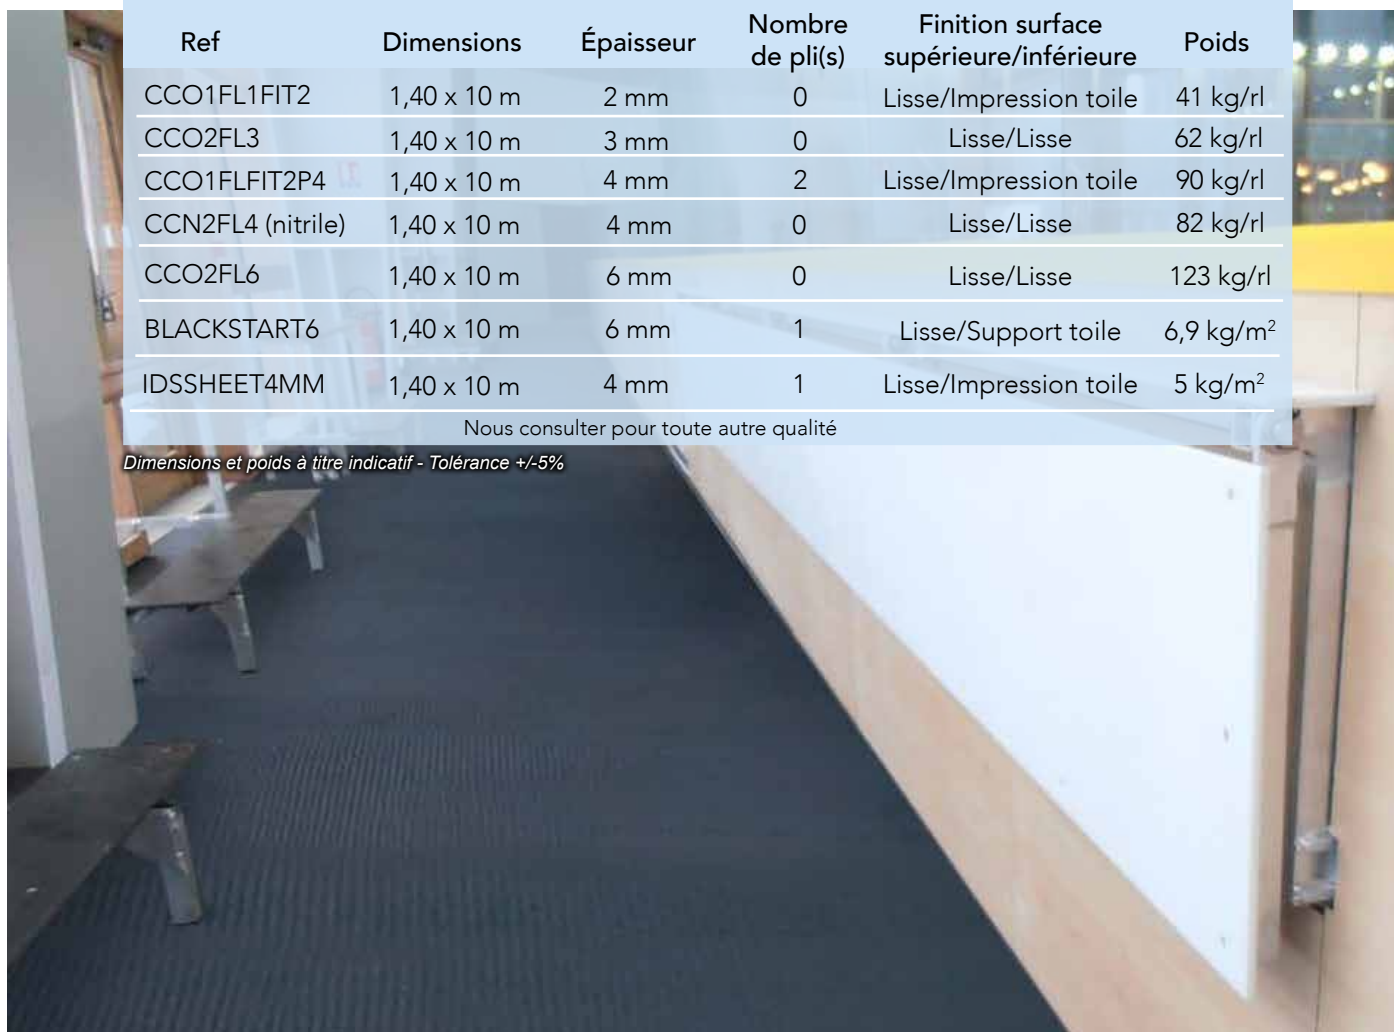 Ref Dimensions Épaisseur Nombre de pli(s) Finition surface supérieure/inférieure Poids
CCO1FL1FIT2 1,40 x 10 m 2 mm 0 Lisse/Impression toile 41 kg/rl
CCO2FL3 1,40 x 10 m 3 mm 0 Lisse/Lisse 62 kg/rl
CCO1FLFIT2P4 1,40 x 10 m 4 mm 2 Lisse/Impression toile 90 kg/rl
CCN2FL4 (nitrile) 1,40 x 10 m 4 mm 0 Lisse/Lisse 82 kg/rl
CCO2FL6 1,40 x 10 m 6 mm 0 Lisse/Lisse 123 kg/rl
BLACKSTART6 1,40 x 10 m 6 mm 1 Lisse/Support toile 6,9 kg/m²
IDSSHEET4MM 1,40 x 10 m 4 mm 1 Lisse/Impression toile 5 kg/m²
Nous consulter pour toute autre qualité
Dimensions et poids à titre indicatif - Tolérance +/-5%